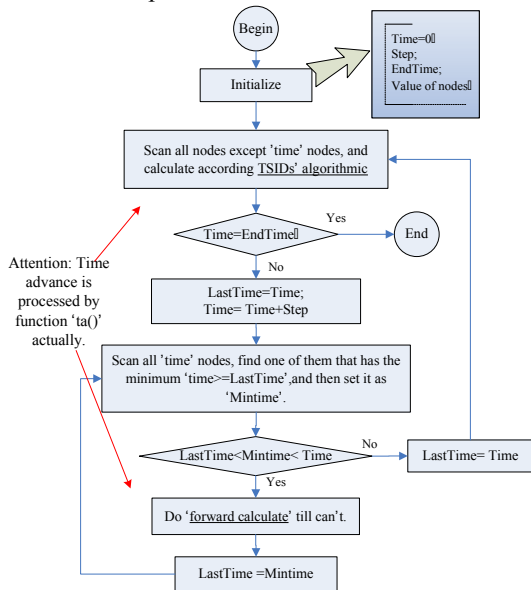 Begin
Time=0
Step;
EndTime;
Value of nodes
Initialize
Scan all nodes except 'time' nodes, and
calculate according TSIDs' algorithmic
Yes
Time=EndTime
End
No
Attention: Time
advance is
processed by
function 'ta()'
actually.
LastTime=Time;
Time= Time+Step
Scan all 'time' nodes, find one of them that has the
minimum 'time>=LastTime',and then set it as
'Mintime'.
No
LastTime<Mintime< Time
LastTime= Time
Yes
Do 'forward calculate' till can't.
LastTime =Mintime